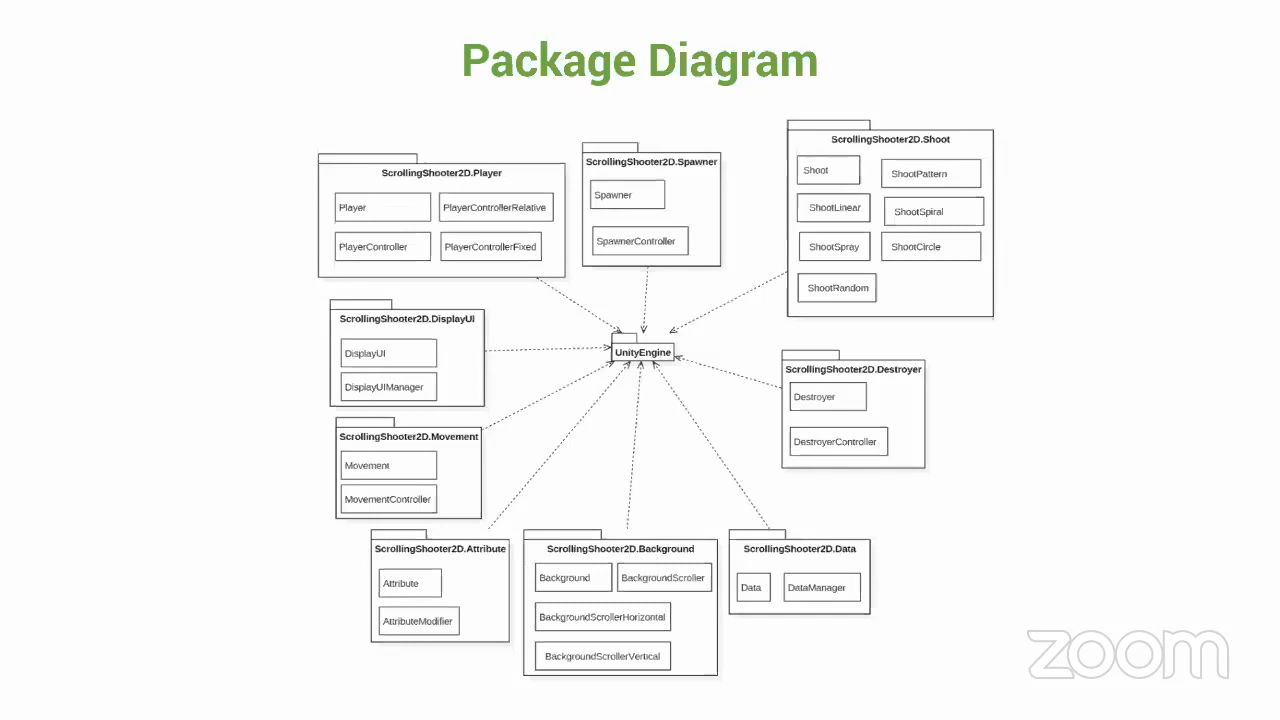 Package Diagram
ScrollingShooter2D.Player
Player
PlayerControllerRelative
PlayerController
PlayerControllerFixed
ScrollingShooter2D.Spawner
Spawner
SpawnerController
ScrollingShooter2D.Shoot
Shoot
ShootPattern
ShootLinear
ShootSpiral
ShootSpray
ShootCircle
ShootRandom
ScrollingShooter2D.DisplayUI
DisplayUI
DisplayUIManager
UnityEngine
ScrollingShooter2D.Destroyer
Destroyer
DestroyerController
ScrollingShooter2D.Movement
Movement
MovementController
ScrollingShooter2D.Attribute
Attribute
AttributeModifier
ScrollingShooter2D.Background
Background
BackgroundScroller
BackgroundScrollerHorizontal
BackgroundScrollerVertical
ScrollingShooter2D.Data
Data
DataManager
zoom